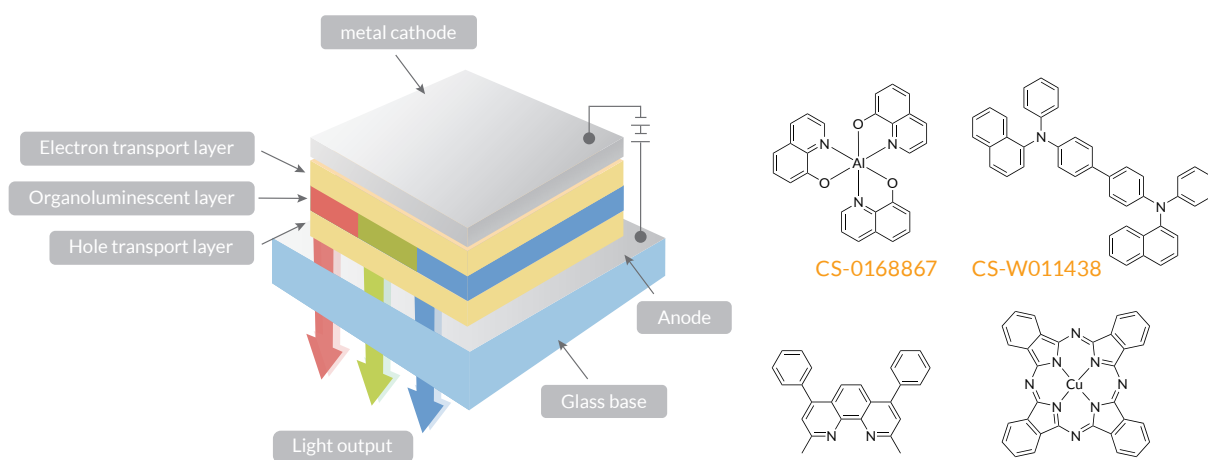 metal cathode
Electron transport layer
Organoluminescent layer
Hole transport layer
Anode
Glass base
Light output
O
N
N
Al
O
O
N
CS-0168867
N
N
CS-W011438
N
N
N
N
N
Cu
N
N
N
N
N